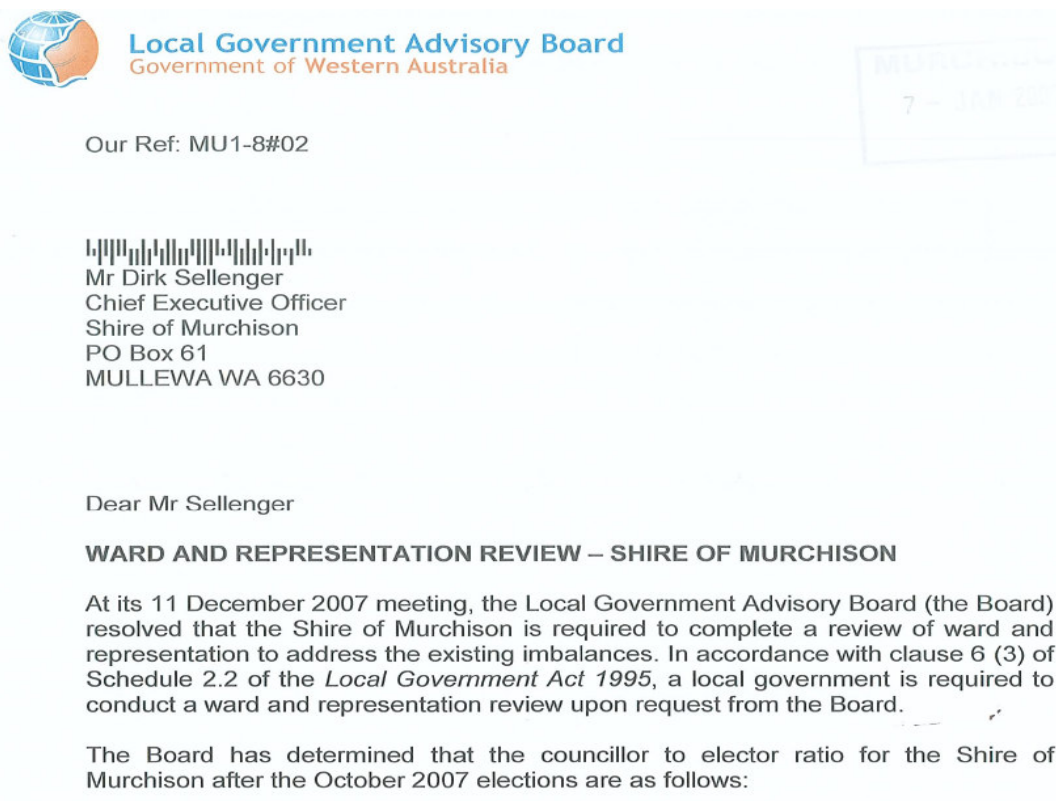 Local Government Advisory Board
Government of Western Australia
7 - JAN
Our Ref: MU1-8#02
Mr Dirk Sellenger
Chief Executive Officer
Shire of Murchison
PO Box 61
MULLEWA WA 6630
Dear Mr Sellenger
WARD AND REPRESENTATION REVIEW – SHIRE OF MURCHISON
At its 11 December 2007 meeting, the Local Government Advisory Board (the Board)
resolved that the Shire of Murchison is required to complete a review of ward and
representation to address the existing imbalances. In accordance with clause 6 (3) of
Schedule 2.2 of the Local Government Act 1995, a local government is required to
conduct a ward and representation review upon request from the Board.
The Board has determined that the councillor to elector ratio for the Shire of
Murchison after the October 2007 elections are as follows: